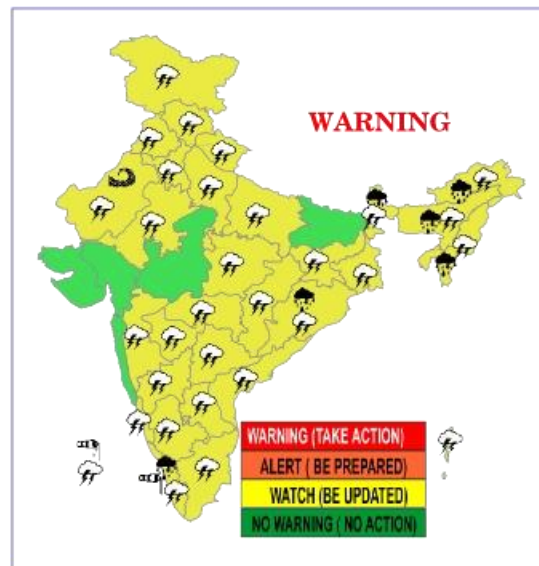 WARNING
WARNING (TAKE ACTION)
ALERT ( BE PREPARED)
WATCH (BE UPDATED)
NO WARNING ( NO ACTION)